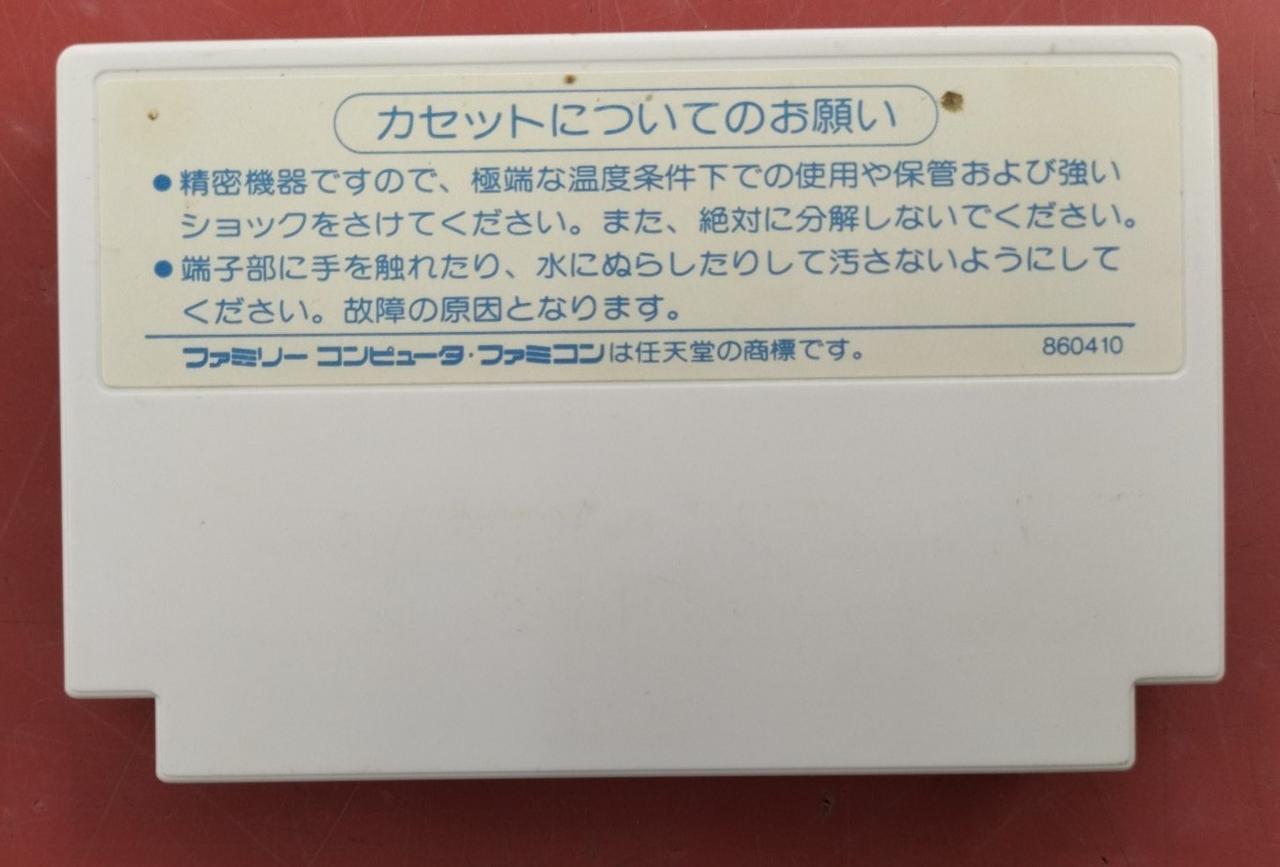 カセットについてのお願い
●精密機器ですので、極端な温度条件下での使用や保管および強い
ショックをさけてください。また、絶対に分解しないでください。
●端子部に手を触れたり、水にぬらしたりして汚さないようにして
ください。故障の原因となります。
ファミリー コンピュータ・ファミコンは任天堂の商標です。 860410